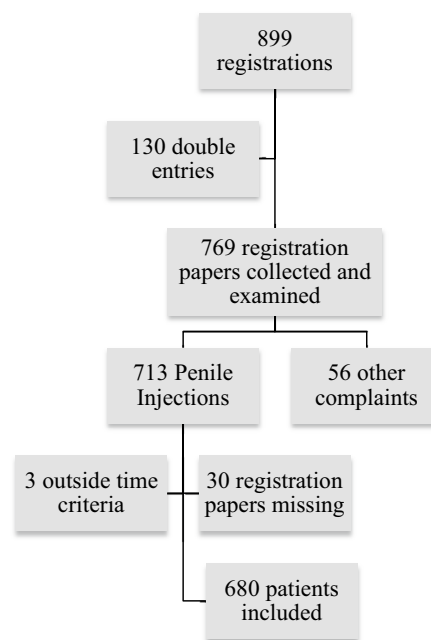 899
registrations
130 double
entries
769 registration
papers collected and
examined
713 Penile
Injections
56 other
complaints
3 outside time
criteria
30 registration
papers missing
680 patients
included